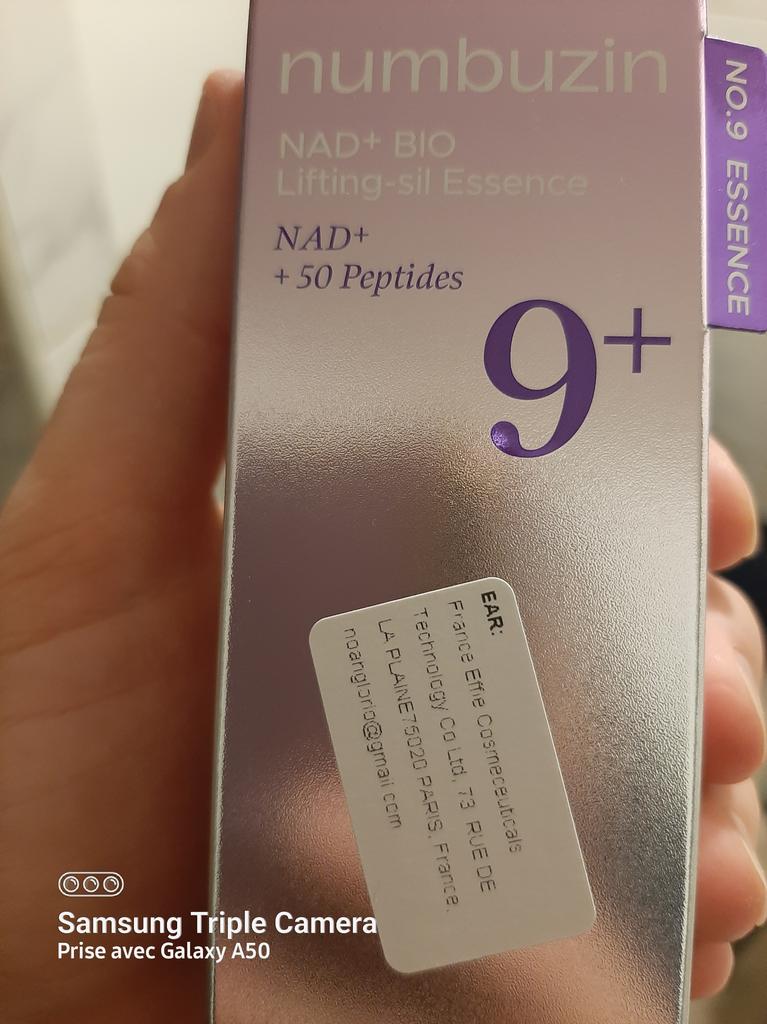 numbuzin
NAD+ BIO
Lifting-sil Essence
NAD+
+ 50 Peptides
9+
NO.9 ESSENCE
EAR:
France Effie Cosmeceuticals
Technology Co Ltd, 73 RUE DE
LA PLAINE75020 PARIS, France.
noanglorio@gmail.com
Samsung Triple Camera
Prise avec Galaxy A50